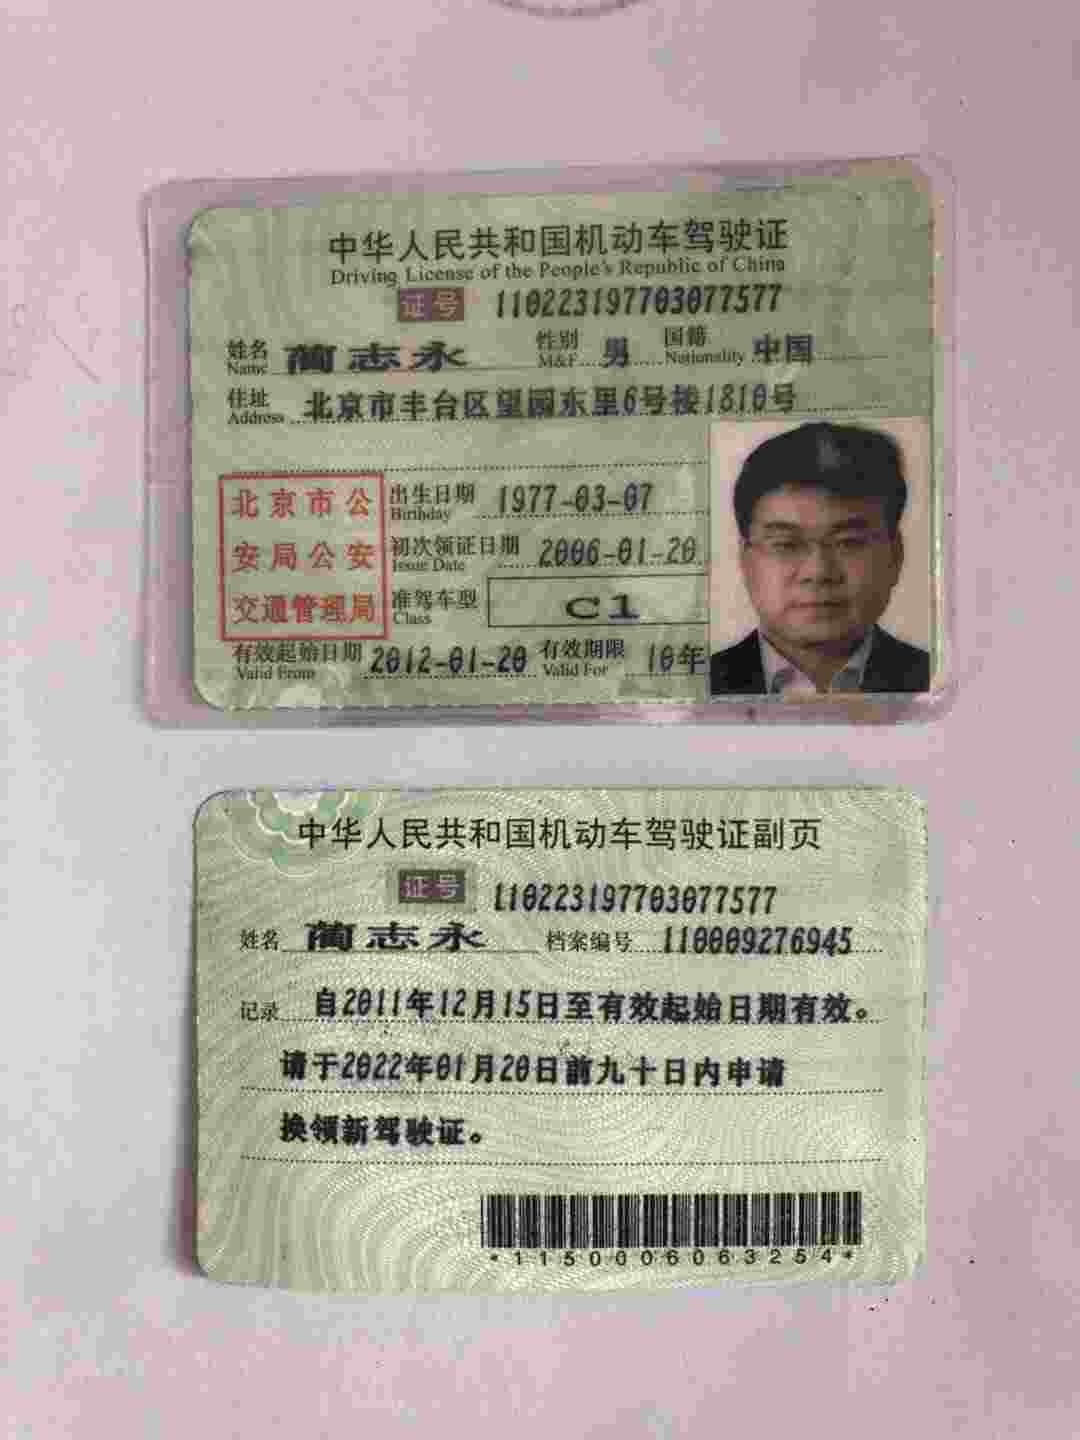 中华人民共和国机动车驾驶证
Driving License of the People's Republic of China
证号 110223197703077577
姓名 Name 蔺志永 性别 M&F 男 国籍 Nationality 中国
住址 Address 北京市丰台区望园东里6号楼1810号
北京市公
安局公安
交通管理局
出生日期 Birthday 1977-03-07
初次领证日期 Issue Date 2006-01-20
准驾车型 Class C1
有效起始日期 Valid From 2012-01-20 有效期限 Valid For 10年
中华人民共和国机动车驾驶证副页
证号 110223197703077577
姓名 蔺志永 档案编号 110009276945
记录 自2011年12月15日至有效起始日期有效。
请于2022年01月20日前九十日内申请
换领新驾驶证。
*1150006063254*